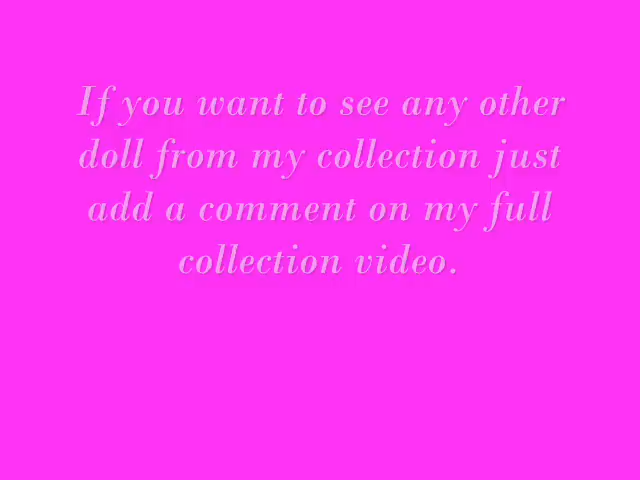 If you want to see any other
doll from my collection just
add a comment on my full
collection video.